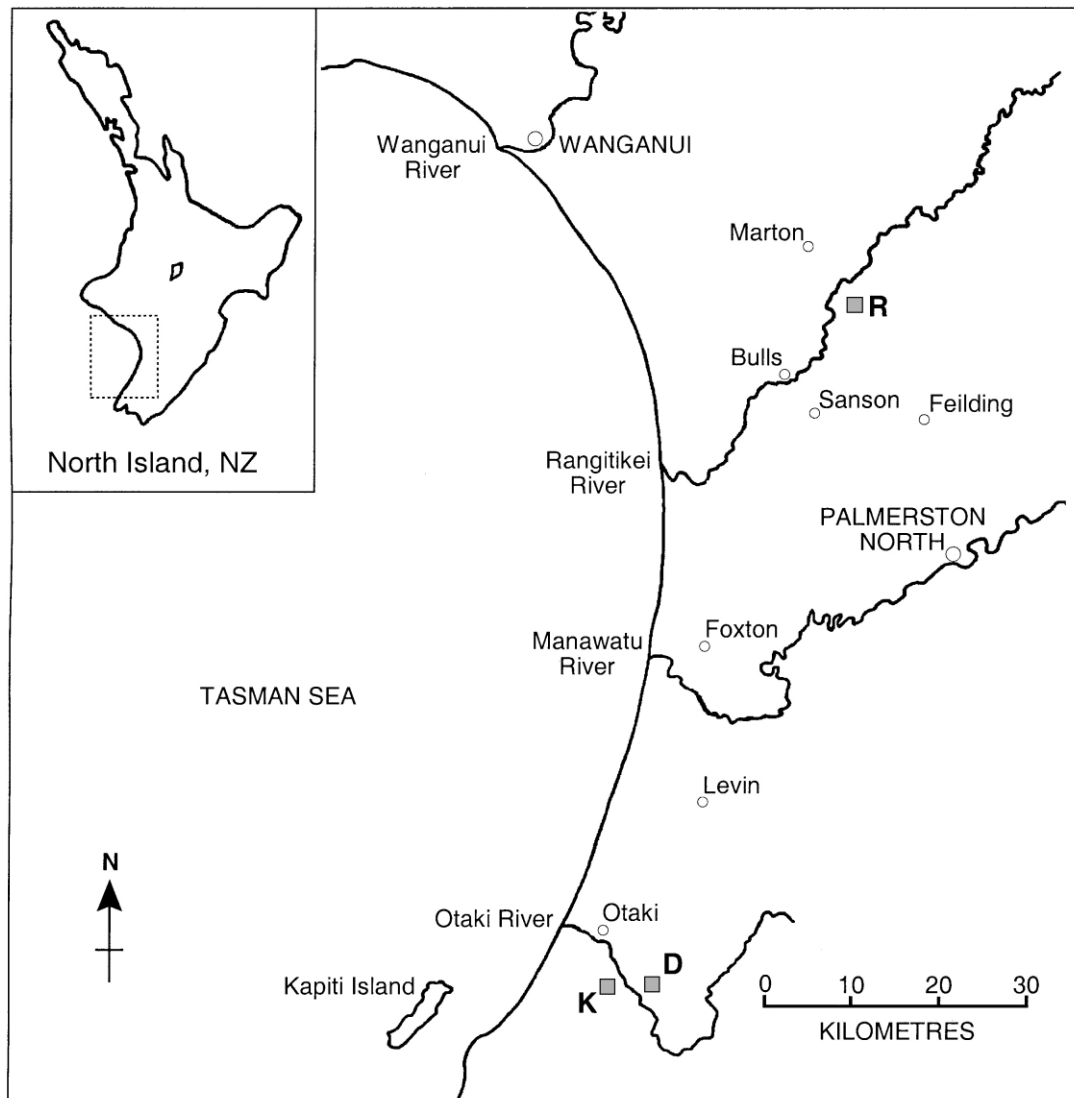 Wanganui
River
WANGANUI
Marton
R
Bulls
Sanson
Feilding
North Island, NZ
Rangitikei
River
PALMERSTON
NORTH
Manawatu
River
Foxton
TASMAN SEA
Levin
N
Otaki River
Otaki
Kapiti Island
K
D
0 10 20 30
KILOMETRES